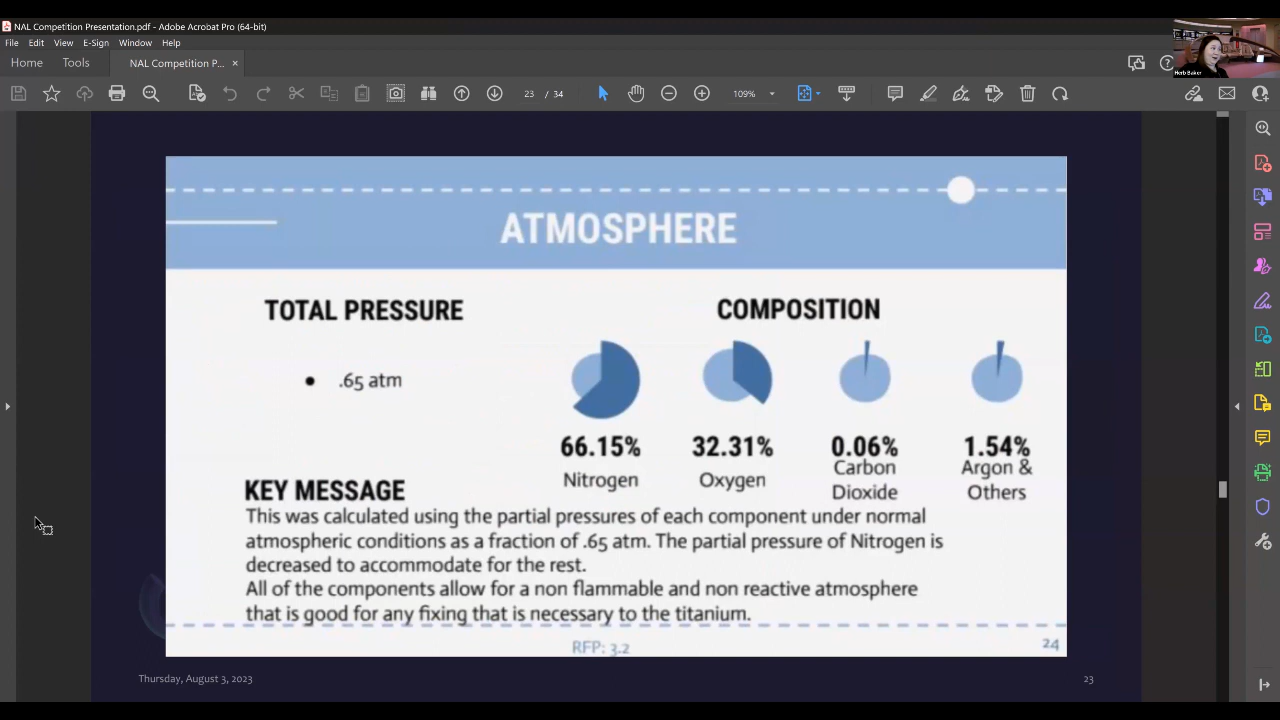 NAL Competition Presentation.pdf - Adobe Acrobat Pro (64-bit)
File Edit View E-Sign Window Help
Home Tools NAL Competition P... ×
23 / 34 109%
Herb Baker
ATMOSPHERE
TOTAL PRESSURE
• .65 atm
COMPOSITION
66.15% 32.31% 0.06% 1.54%
Nitrogen Oxygen Carbon Dioxide Argon & Others
KEY MESSAGE
This was calculated using the partial pressures of each component under normal
atmospheric conditions as a fraction of .65 atm. The partial pressure of Nitrogen is
decreased to accommodate for the rest.
All of the components allow for a non flammable and non reactive atmosphere
that is good for any fixing that is necessary to the titanium.
RFP: 3.2
24
Thursday, August 3, 2023
23